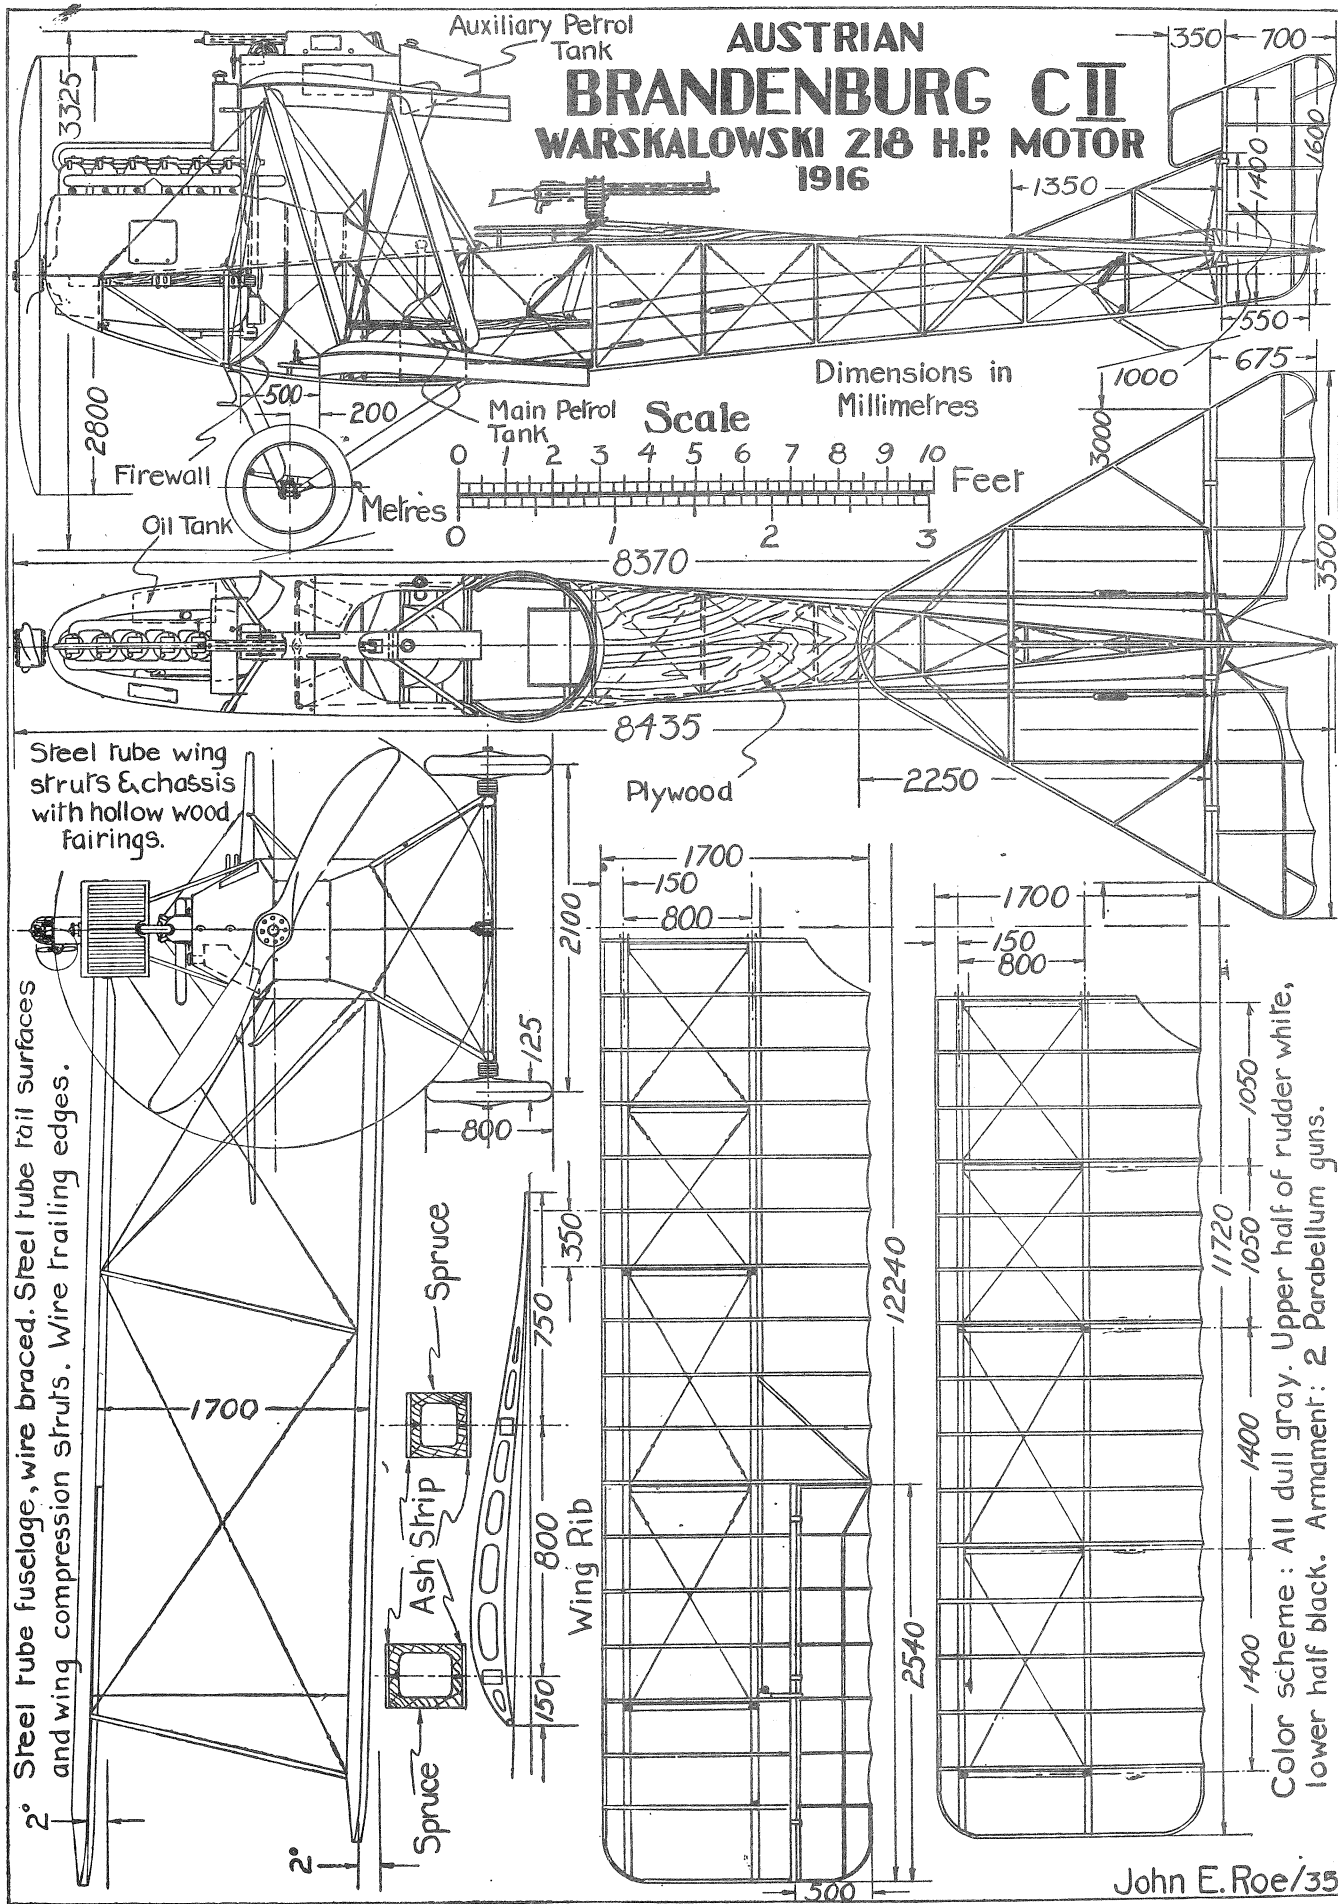 AUSTRIAN
BRANDENBURG C II
WARSKALOWSKI 218 H.P. MOTOR
1916
Auxiliary Petrol
Tank
350
700
3325
1400
1600
1350
550
675
1000
3000
3500
2800
500
200
Dimensions in
Millimetres
Main Petrol
Tank
Firewall
Oil Tank
Scale
0 1 2 3 4 5 6 7 8 9 10
Feet
Metres
0 1 2 3
8370
8435
Plywood
2250
Steel tube wing
struts & chassis
with hollow wood
fairings.
2100
125
800
1700
150
800
1700
150
800
Steel tube fuselage, wire braced. Steel tube tail surfaces
and wing compression struts. Wire trailing edges.
1700
2°
2°
Spruce
Ash Strip
Spruce
350
750
800
150
Wing Rib
12240
2540
500
11720
1050
1050
1400
1400
Color scheme: All dull gray. Upper half of rudder white,
lower half black. Armament: 2 Parabellum guns.
John E. Roe/35